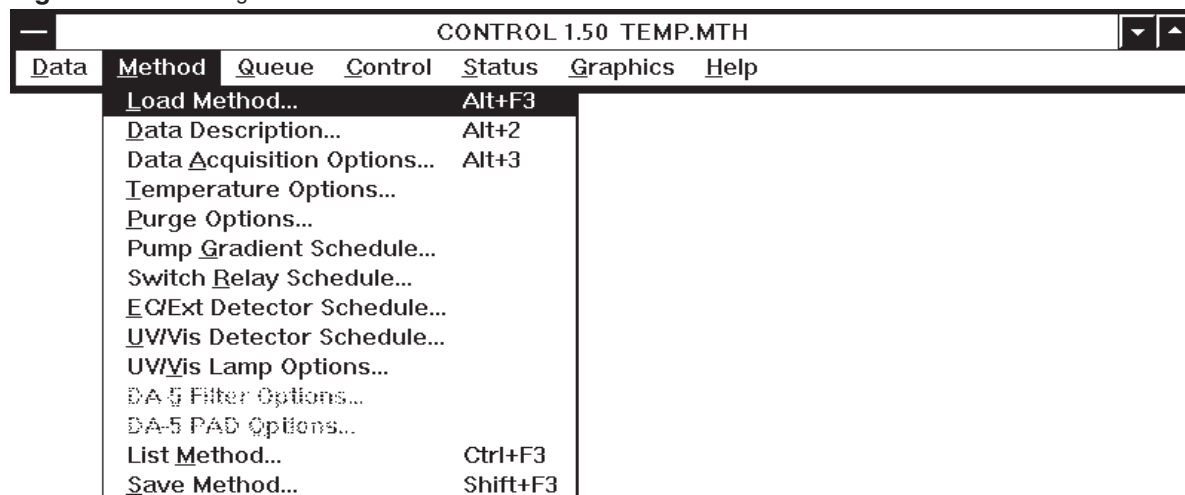 CONTROL 1.50 TEMP.MTH
Data Method Queue Control Status Graphics Help
Load Method... Alt+F3
Data Description... Alt+2
Data Acquisition Options... Alt+3
Temperature Options...
Purge Options...
Pump Gradient Schedule...
Switch Relay Schedule...
EC/Ext Detector Schedule...
UV/Vis Detector Schedule...
UV/Vis Lamp Options...
DA-5 Filter Options...
DA-5 PAD Options...
List Method... Ctrl+F3
Save Method... Shift+F3